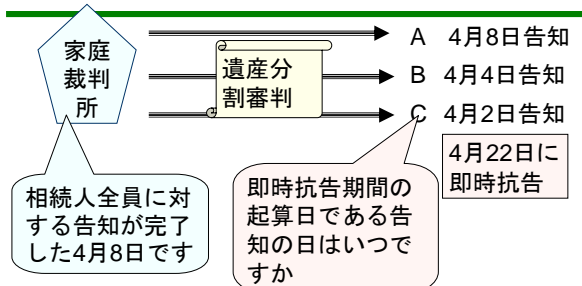 家庭
裁判
所
遺産分
割審判
A 4月8日告知
B 4月4日告知
C 4月2日告知
4月22日に
即時抗告
相続人全員に対
する告知が完了
した4月8日です
即時抗告期間の
起算日である告
知の日はいつで
すか